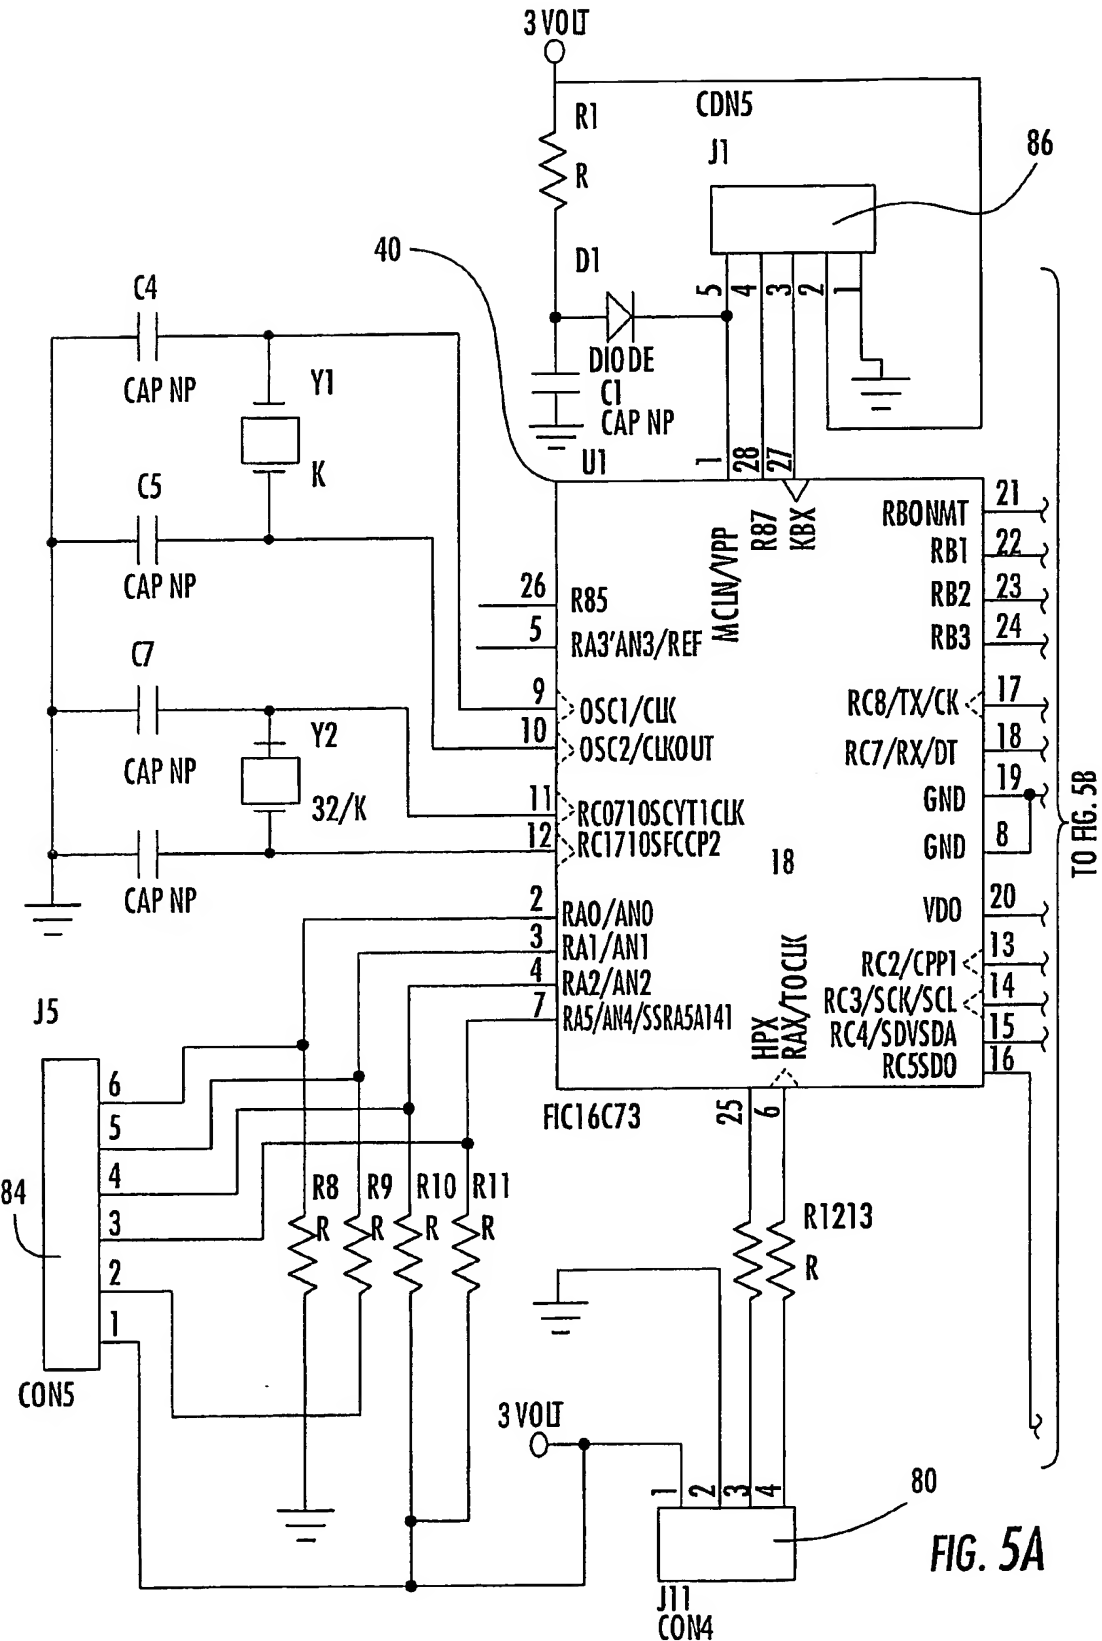 3 VOLT
CDN5
R1
J1
86
R
40
D1
5
4
3
2
1
C4
DIODE
CAP NP
Y1
C1
CAP NP
K
U1
1
28
27
C5
CAP NP
MCLN/VPP
R87
KBX
RBONMT
21
RB1
22
RB2
23
RB3
24
26
R85
5
RA3'AN3/REF
C7
9
OSC1/CLK
RC8/TX/CK
17
10
OSC2/CLKOUT
RC7/RX/DT
18
Y2
CAP NP
32/K
11
RC0710SCYT1CLK
GND
19
12
RC1710SFCCP2
GND
8
18
TO FIG. 5B
CAP NP
2
RA0/AN0
VDO
20
3
RA1/AN1
RC2/CPP1
13
4
RA2/AN2
RC3/SCK/SCL
14
7
RA5/AN4/SSRA5A141
RC4/SDVSDA
15
RC5SDO
16
HPX
RAX/TOCLK
J5
FIC16C73
25
6
6
5
4
3
2
1
84
R8
R9
R10
R11
R
R
R
R
R1213
R
CON5
3 VOLT
1
2
3
4
80
J11
CON4
FIG. 5A